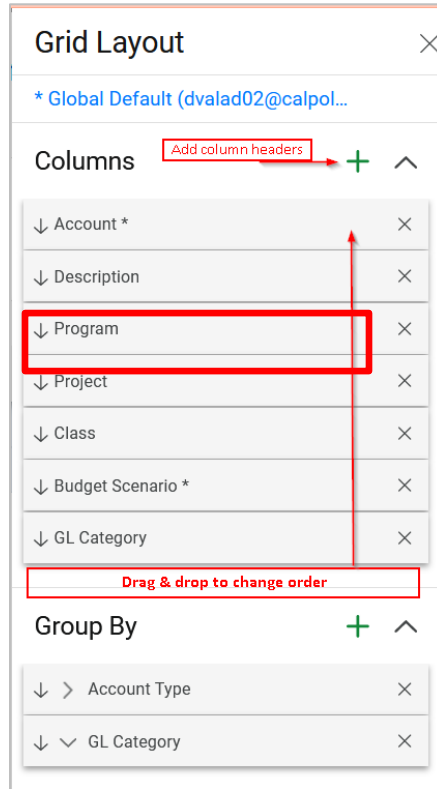 Grid Layout
* Global Default (dvalad02@calpol...
Columns
Add column headers
Account *
Description
Program
Project
Class
Budget Scenario *
GL Category
Drag & drop to change order
Group By
Account Type
GL Category